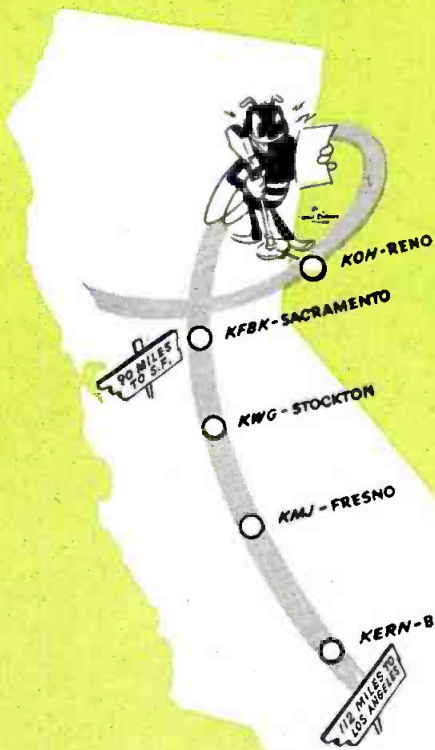 KOH-RENO
KFBK-SACRAMENTO
90 MILES
TO S.F.
KWG-STOCKTON
KMJ-FRESNO
KERN-B
112 MILES TO
LOS ANGELES